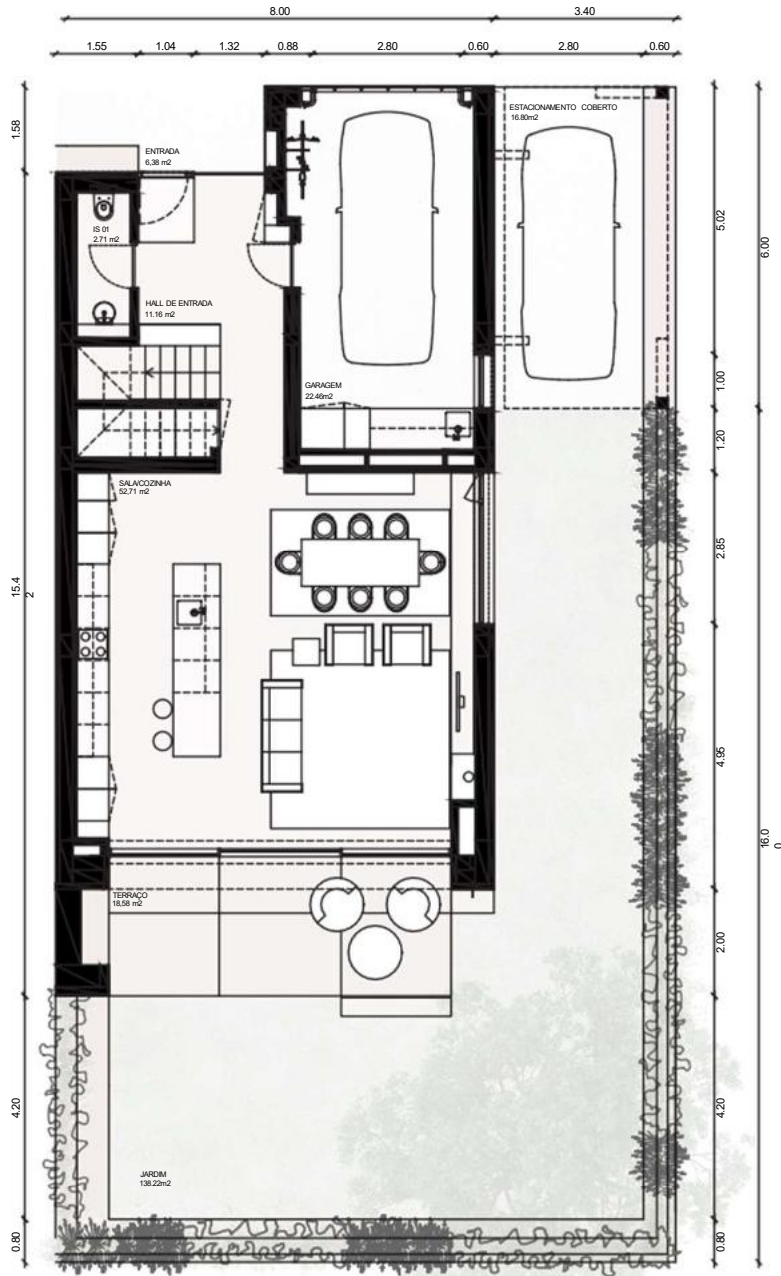 8.00
3.40
1.55
1.04
1.32
0.88
2.80
0.60
2.80
0.60
1.58
ENTRADA
6,38 m2
ESTACIONAMENTO COBERTO
16.80m2
IS 01
2.71 m2
5.02
6.00
HALL DE ENTRADA
11.16 m2
GARAGEM
22.46m2
1.00
1.20
SALA/COZINHA
52,71 m2
2.85
15.4
2
4.95
16.0
0
TERRAÇO
18,58 m2
2.00
4.20
4.20
JARDIM
138.22m2
0.80
0.80